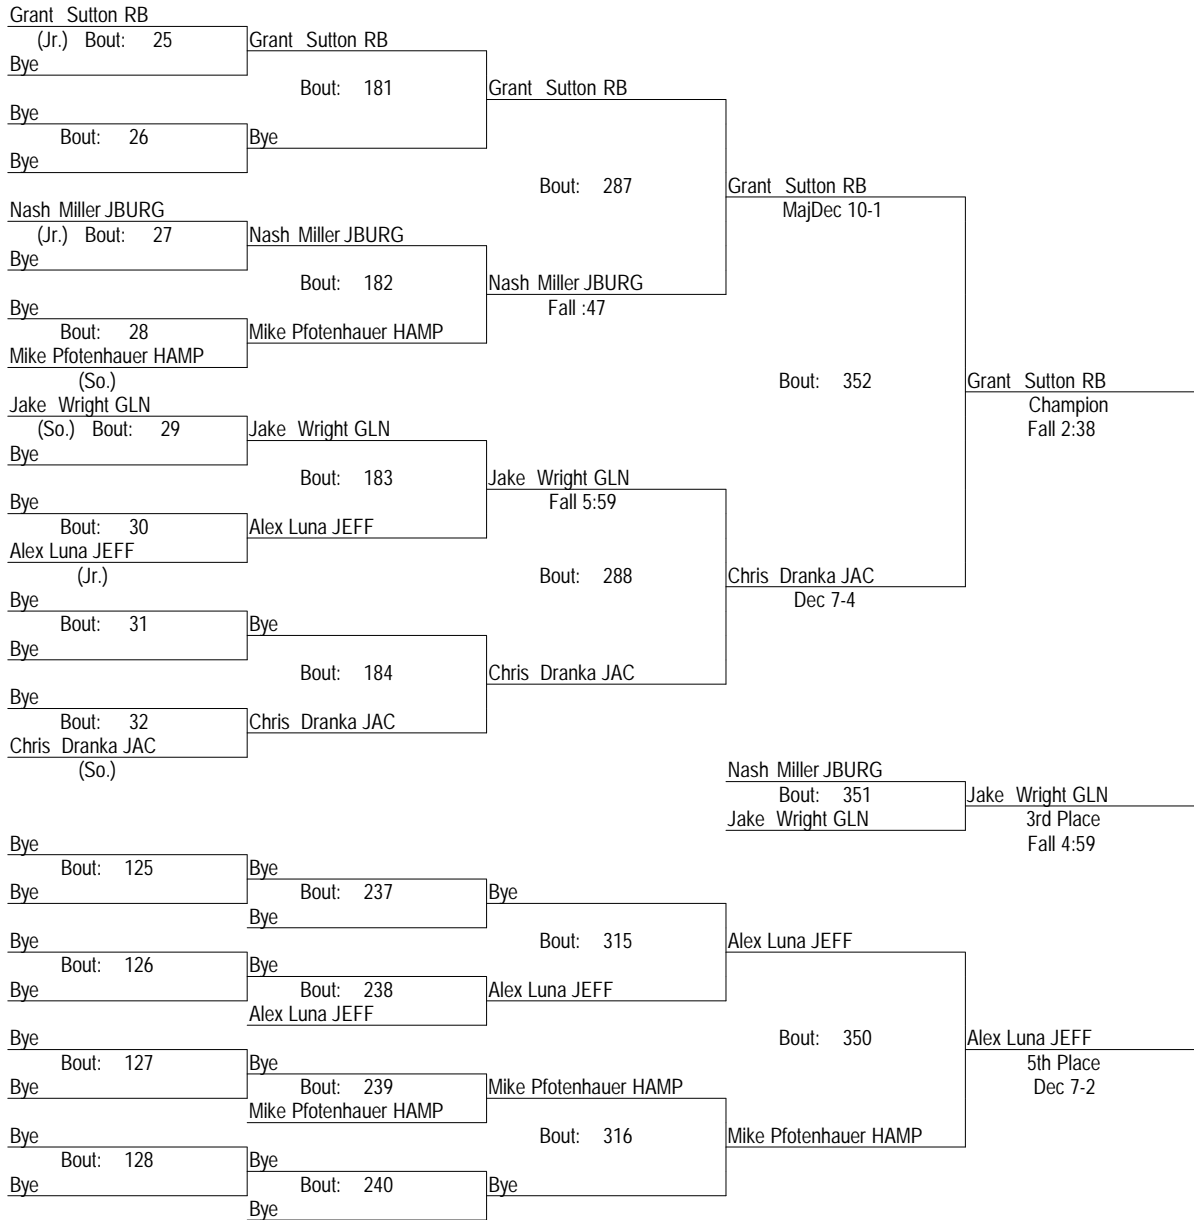 Grant Sutton RB
(Jr.) Bout: 25
Grant Sutton RB
Bye
Bout: 181
Grant Sutton RB
Bye
Bout: 26
Bye
Bye
Bout: 287
Grant Sutton RB
MajDec 10-1
Nash Miller JBURG
(Jr.) Bout: 27
Nash Miller JBURG
Bye
Bout: 182
Nash Miller JBURG
Fall :47
Bye
Bout: 28
Mike Pfotenhauer HAMP
Mike Pfotenhauer HAMP
(So.)
Bout: 352
Grant Sutton RB
Champion
Fall 2:38
Jake Wright GLN
(So.) Bout: 29
Jake Wright GLN
Bye
Bout: 183
Jake Wright GLN
Fall 5:59
Bye
Bout: 30
Alex Luna JEFF
Alex Luna JEFF
(Jr.)
Bout: 288
Chris Dranka JAC
Dec 7-4
Bye
Bout: 31
Bye
Bye
Bout: 184
Chris Dranka JAC
Bye
Bout: 32
Chris Dranka JAC
Chris Dranka JAC
(So.)
Nash Miller JBURG
Bout: 351
Jake Wright GLN
Jake Wright GLN
3rd Place
Fall 4:59
Bye
Bout: 125
Bye
Bye
Bout: 237
Bye
Bye
Bout: 315
Alex Luna JEFF
Bye
Bout: 126
Bye
Bye
Bout: 238
Alex Luna JEFF
Alex Luna JEFF
Bout: 350
Alex Luna JEFF
5th Place
Dec 7-2
Bye
Bout: 127
Bye
Bye
Bout: 239
Mike Pfotenhauer HAMP
Mike Pfotenhauer HAMP
Bout: 316
Mike Pfotenhauer HAMP
Bye
Bout: 128
Bye
Bye
Bout: 240
Bye
Bye